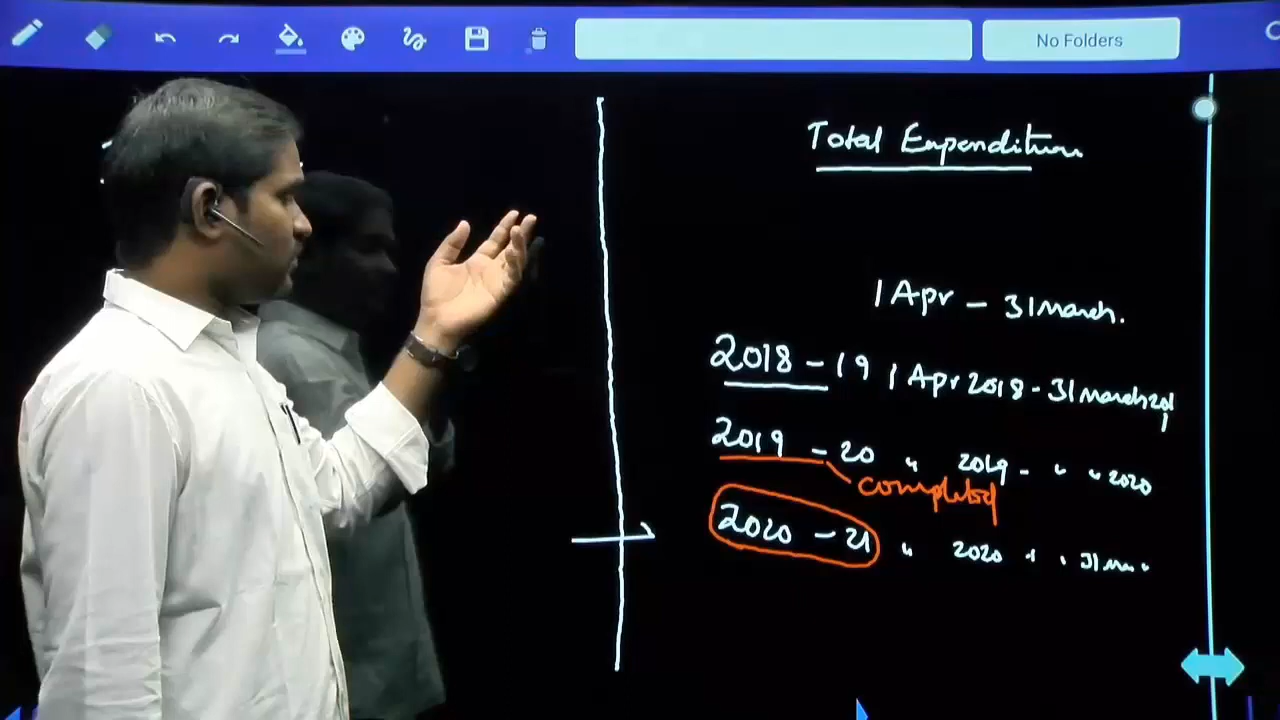 No Folders
Total Expenditure
1 Apr - 31 March.
2018 - 19 1 Apr 2018 - 31 March 201
2019 - 20 " 2019 - " " 2020
completed
2020 - 21 " 2020 " " 31 Mar